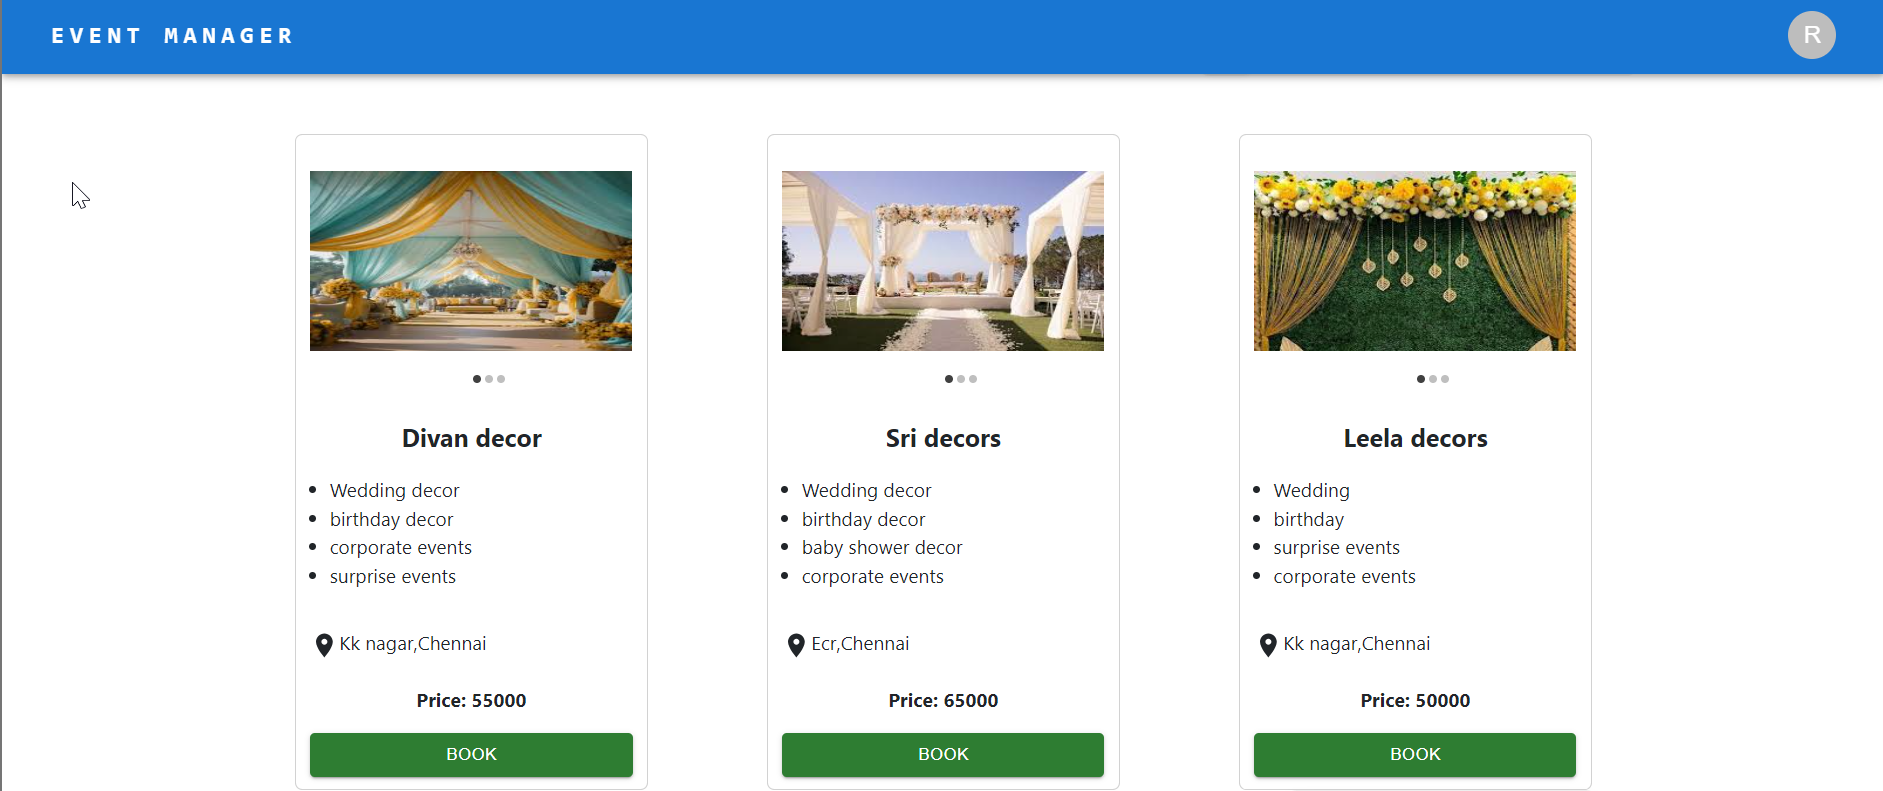 EVENT MANAGER
R
Divan decor
Wedding decor
birthday decor
corporate events
surprise events
Kk nagar,Chennai
Price: 55000
BOOK
Sri decors
Wedding decor
birthday decor
baby shower decor
corporate events
Ecr,Chennai
Price: 65000
BOOK
Leela decors
Wedding
birthday
surprise events
corporate events
Kk nagar,Chennai
Price: 50000
BOOK